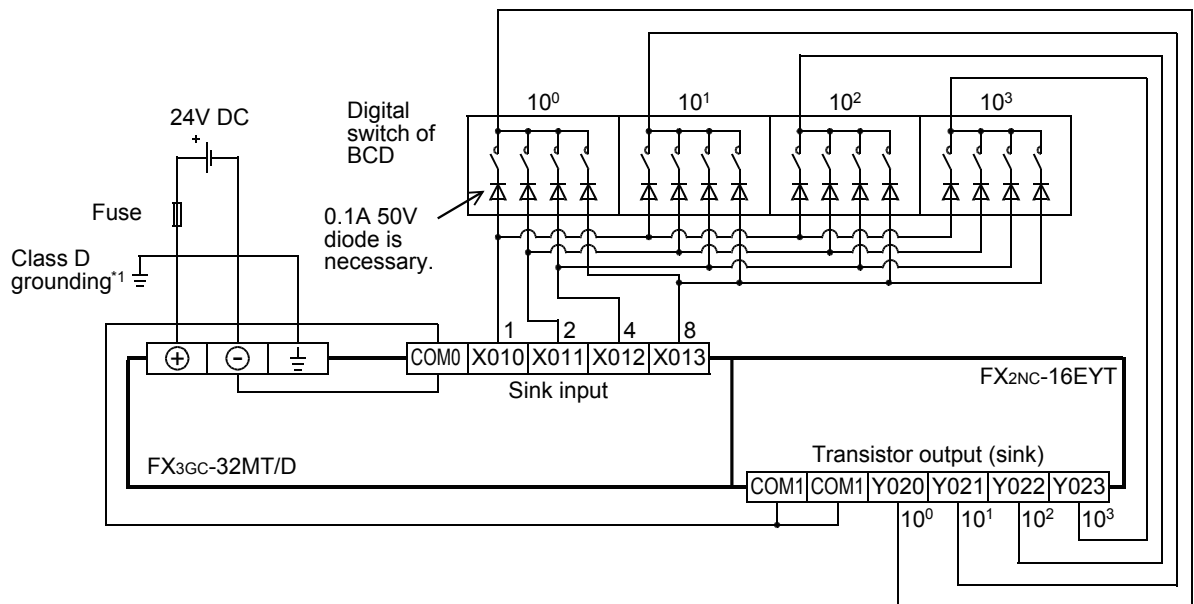 10⁰ 10¹ 10² 10³
Digital
switch of
BCD
24V DC
+
Fuse
0.1A 50V
diode is
necessary.
Class D
grounding*1
1 2 4 8
+ - COM0 X010 X011 X012 X013
Sink input
FX2NC-16EYT
FX3GC-32MT/D
Transistor output (sink)
COM1 COM1 Y020 Y021 Y022 Y023
10⁰ 10¹ 10² 10³